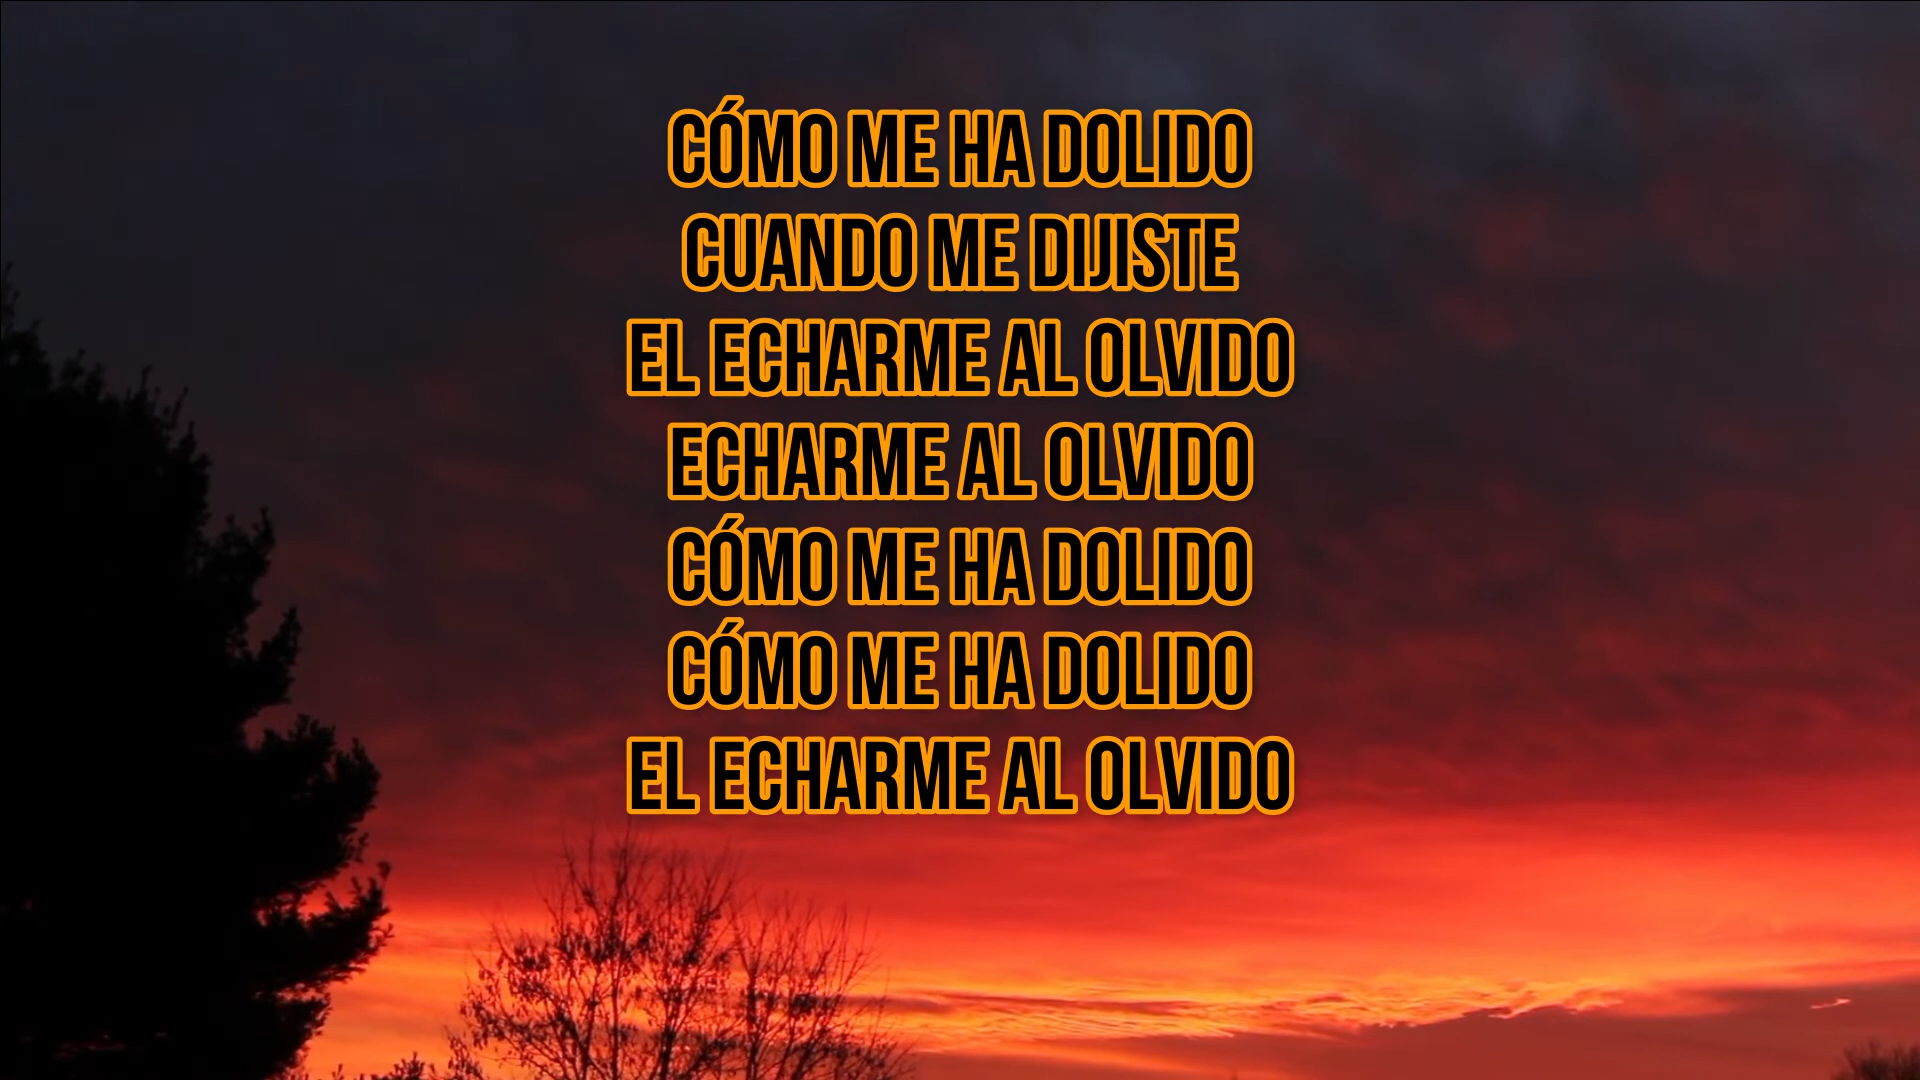 CÓMO ME HA DOLIDO
CUANDO ME DIJISTE
EL ECHARME AL OLVIDO
ECHARME AL OLVIDO
CÓMO ME HA DOLIDO
CÓMO ME HA DOLIDO
EL ECHARME AL OLVIDO